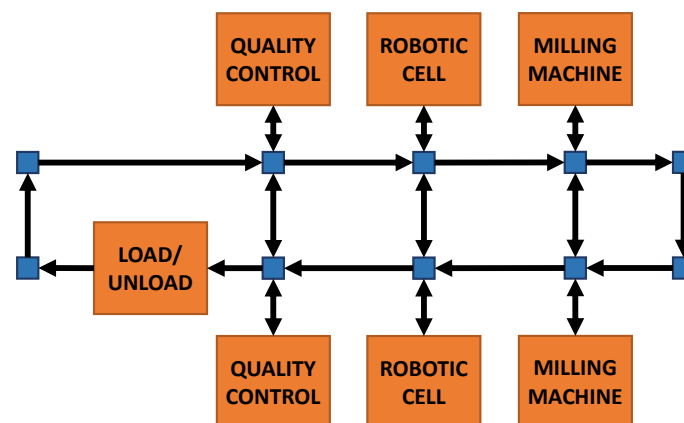 QUALITY
CONTROL
ROBOTIC
CELL
MILLING
MACHINE
LOAD/
UNLOAD
QUALITY
CONTROL
ROBOTIC
CELL
MILLING
MACHINE